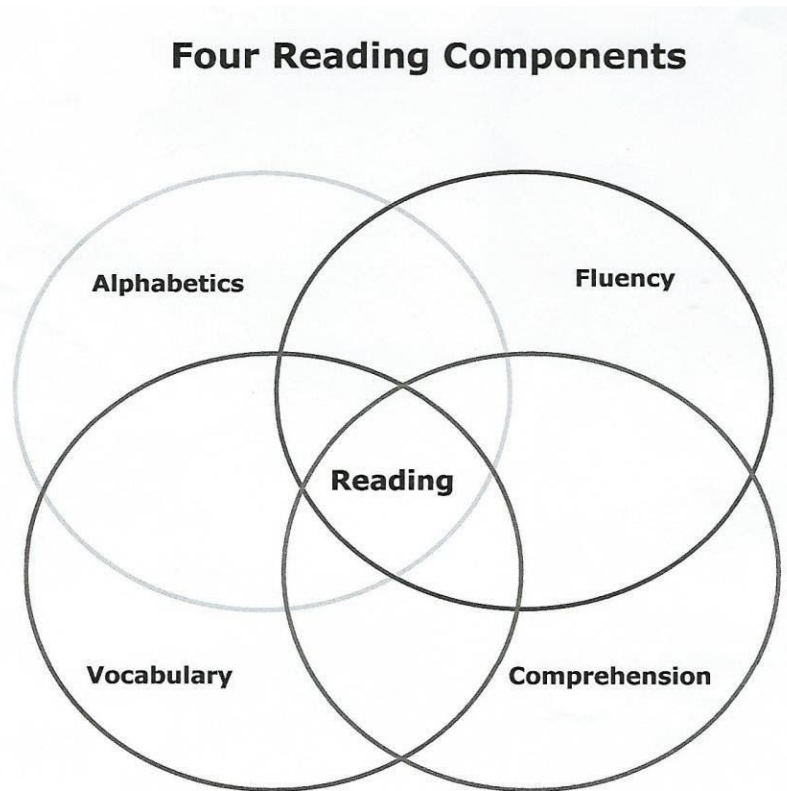 Four Reading Components
Alphabetics
Fluency
Reading
Vocabulary
Comprehension